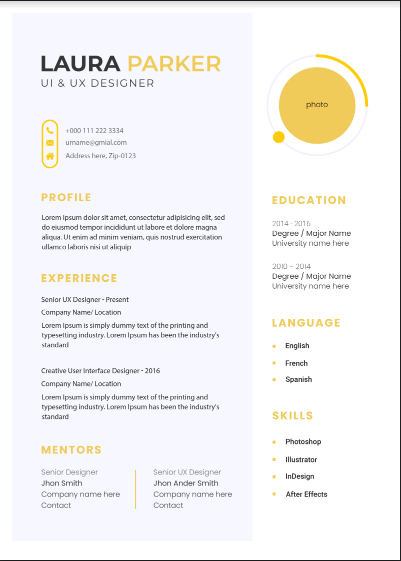 LAURA PARKER
UI & UX DESIGNER
+000 111 222 3334
urname@gmial.com
Address here, Zip-0123
PROFILE
Lorem ipsum dolor sit amet, consectetur adipisicing elit, sed
do eiusmod tempor incididunt ut labore et dolore magna
aliqua. Ut enim ad minim veniam, quis nostrud exercitation
ullamco laboris nisi ut aliquip
EXPERIENCE
Senior UX Designer - Present
Company Name/ Location
Lorem Ipsum is simply dummy text of the printing and
typesetting industry. Lorem Ipsum has been the industry's
standard
Creative User Interface Designer - 2016
Company Name/ Location
Lorem Ipsum is simply dummy text of the printing and
typesetting industry. Lorem Ipsum has been the industry's
standard
MENTORS
Senior Designer
Jhon Smith
Company name here
Contact
Senior UX Designer
Jhon Ander Smith
Company name here
Contact
photo
EDUCATION
2014 - 2016
Degree / Major Name
University name here
2010 - 2014
Degree / Major Name
University name here
LANGUAGE
English
French
Spanish
SKILLS
Photoshop
Illustrator
InDesign
After Effects